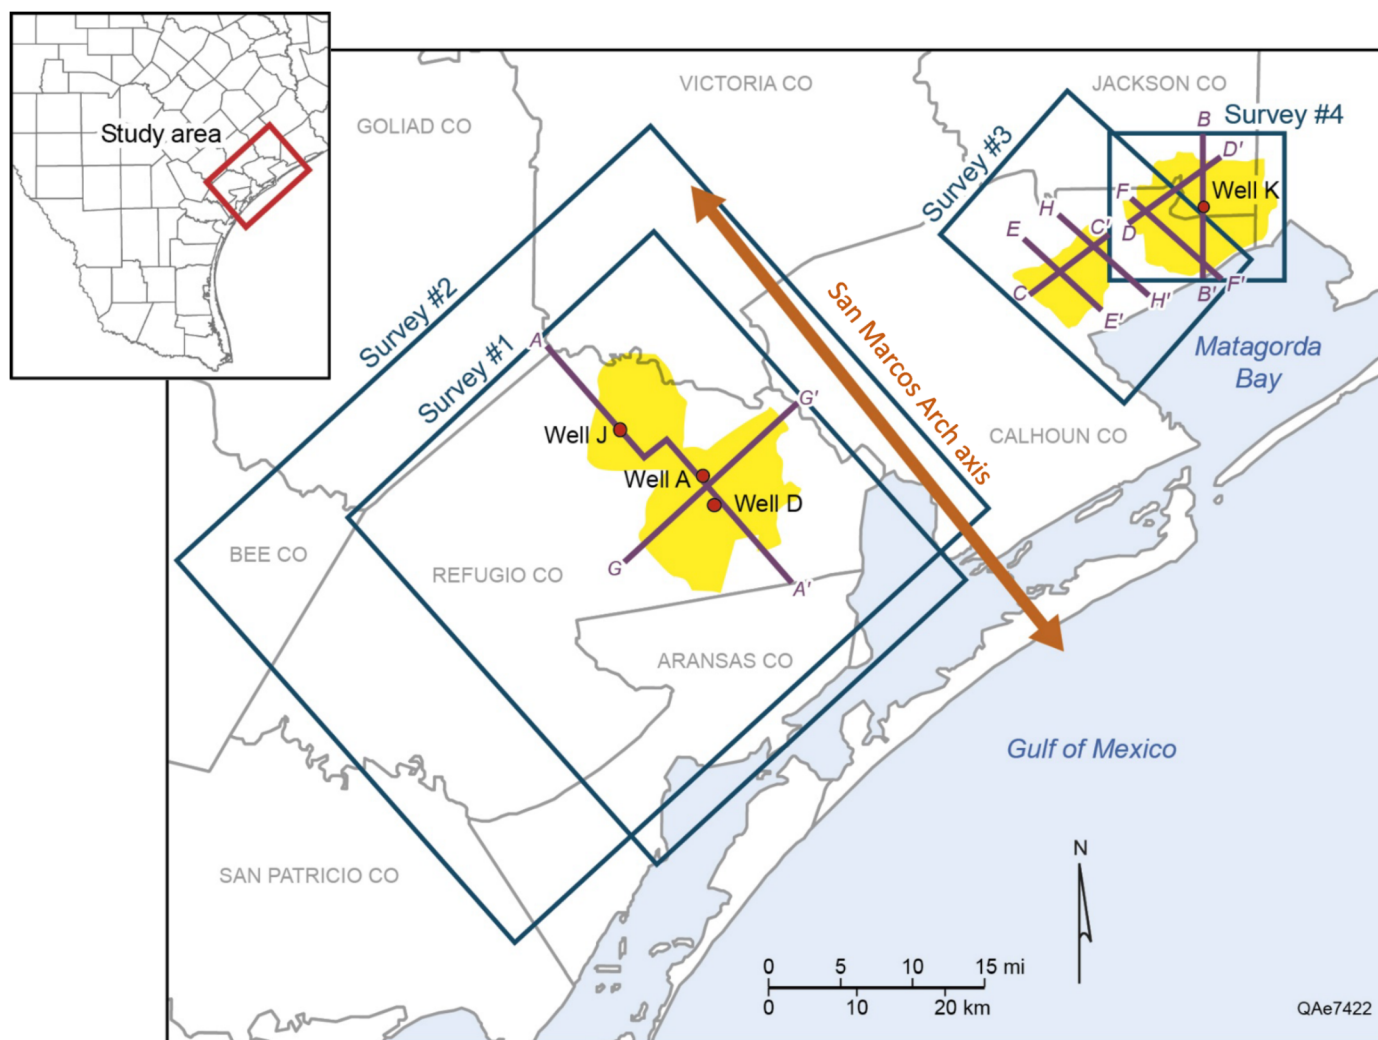 Study area
GOLIAD CO
VICTORIA CO
JACKSON CO
Survey #4
Survey #3
B
D'
Well K
F
H
C'
D
E
C
B'
F'
H'
E'
San Marcos Arch axis
Survey #2
Survey #1
A
Matagorda
Bay
G'
Well J
CALHOUN CO
Well A
Well D
BEE CO
REFUGIO CO
G
A'
ARANSAS CO
Gulf of Mexico
SAN PATRICIO CO
N
0 5 10 15 mi
0 10 20 km
QAe7422